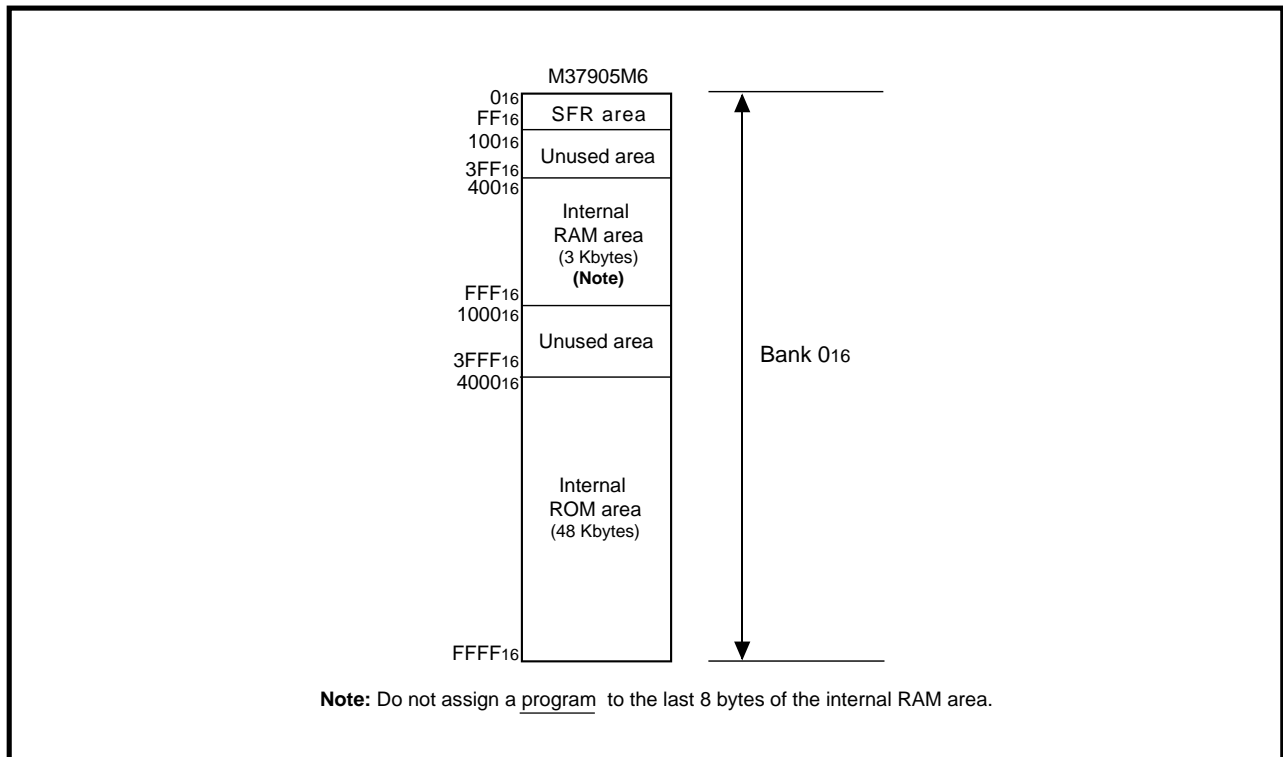 M37905M6
016
FF16
SFR area
10016
3FF16
Unused area
40016
Internal
RAM area
(3 Kbytes)
(Note)
FFF16
100016
Unused area
3FFF16
400016
Bank 016
Internal
ROM area
(48 Kbytes)
FFFF16
Note: Do not assign a program to the last 8 bytes of the internal RAM area.